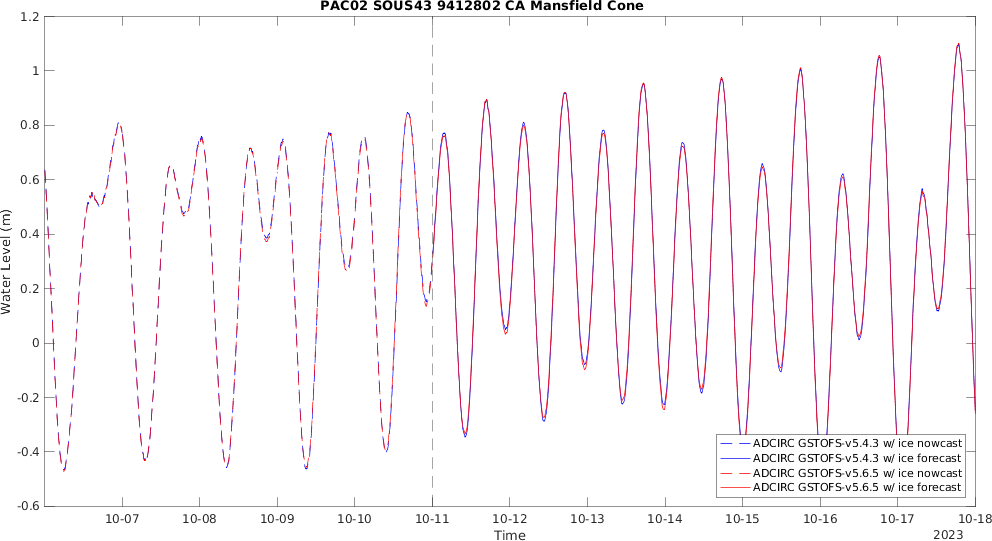 PAC02 SOUS43 9412802 CA Mansfield Cone
1.2
1
0.8
0.6
0.4
0.2
0
-0.2
-0.4
-0.6
Water Level (m)
ADCIRC GSTOFS-v5.4.3 w/ ice nowcast
ADCIRC GSTOFS-v5.4.3 w/ ice forecast
ADCIRC GSTOFS-v5.6.5 w/ ice nowcast
ADCIRC GSTOFS-v5.6.5 w/ ice forecast
10-07 10-08 10-09 10-10 10-11 10-12 10-13 10-14 10-15 10-16 10-17 10-18
Time
2023